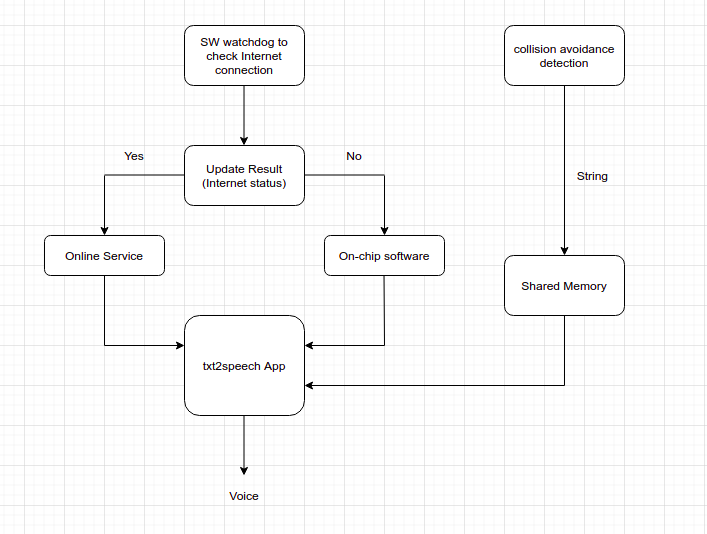 SW watchdog to
check Internet
connection
collision avoidance
detection
Yes
No
Update Result
(Internet status)
String
Online Service
On-chip software
Shared Memory
txt2speech App
Voice